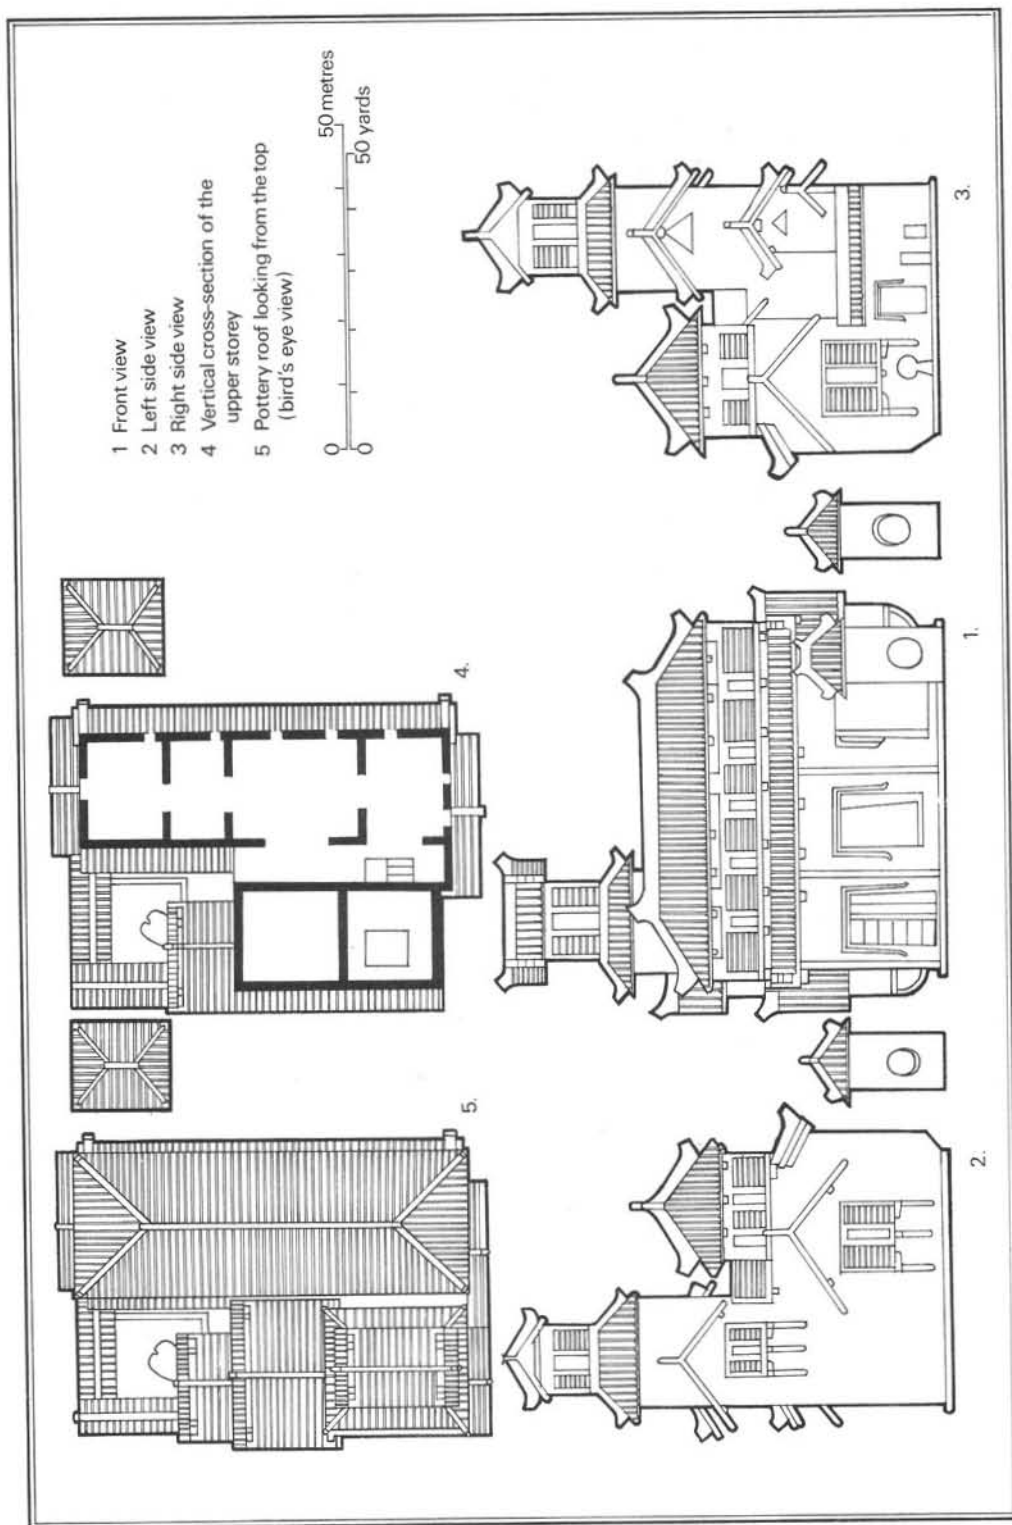 1 Front view
2 Left side view
3 Right side view
4 Vertical cross-section of the
upper storey
5 Pottery roof looking from the top
(bird's eye view)
0 50 metres
0 50 yards
5.
4.
2.
1.
3.